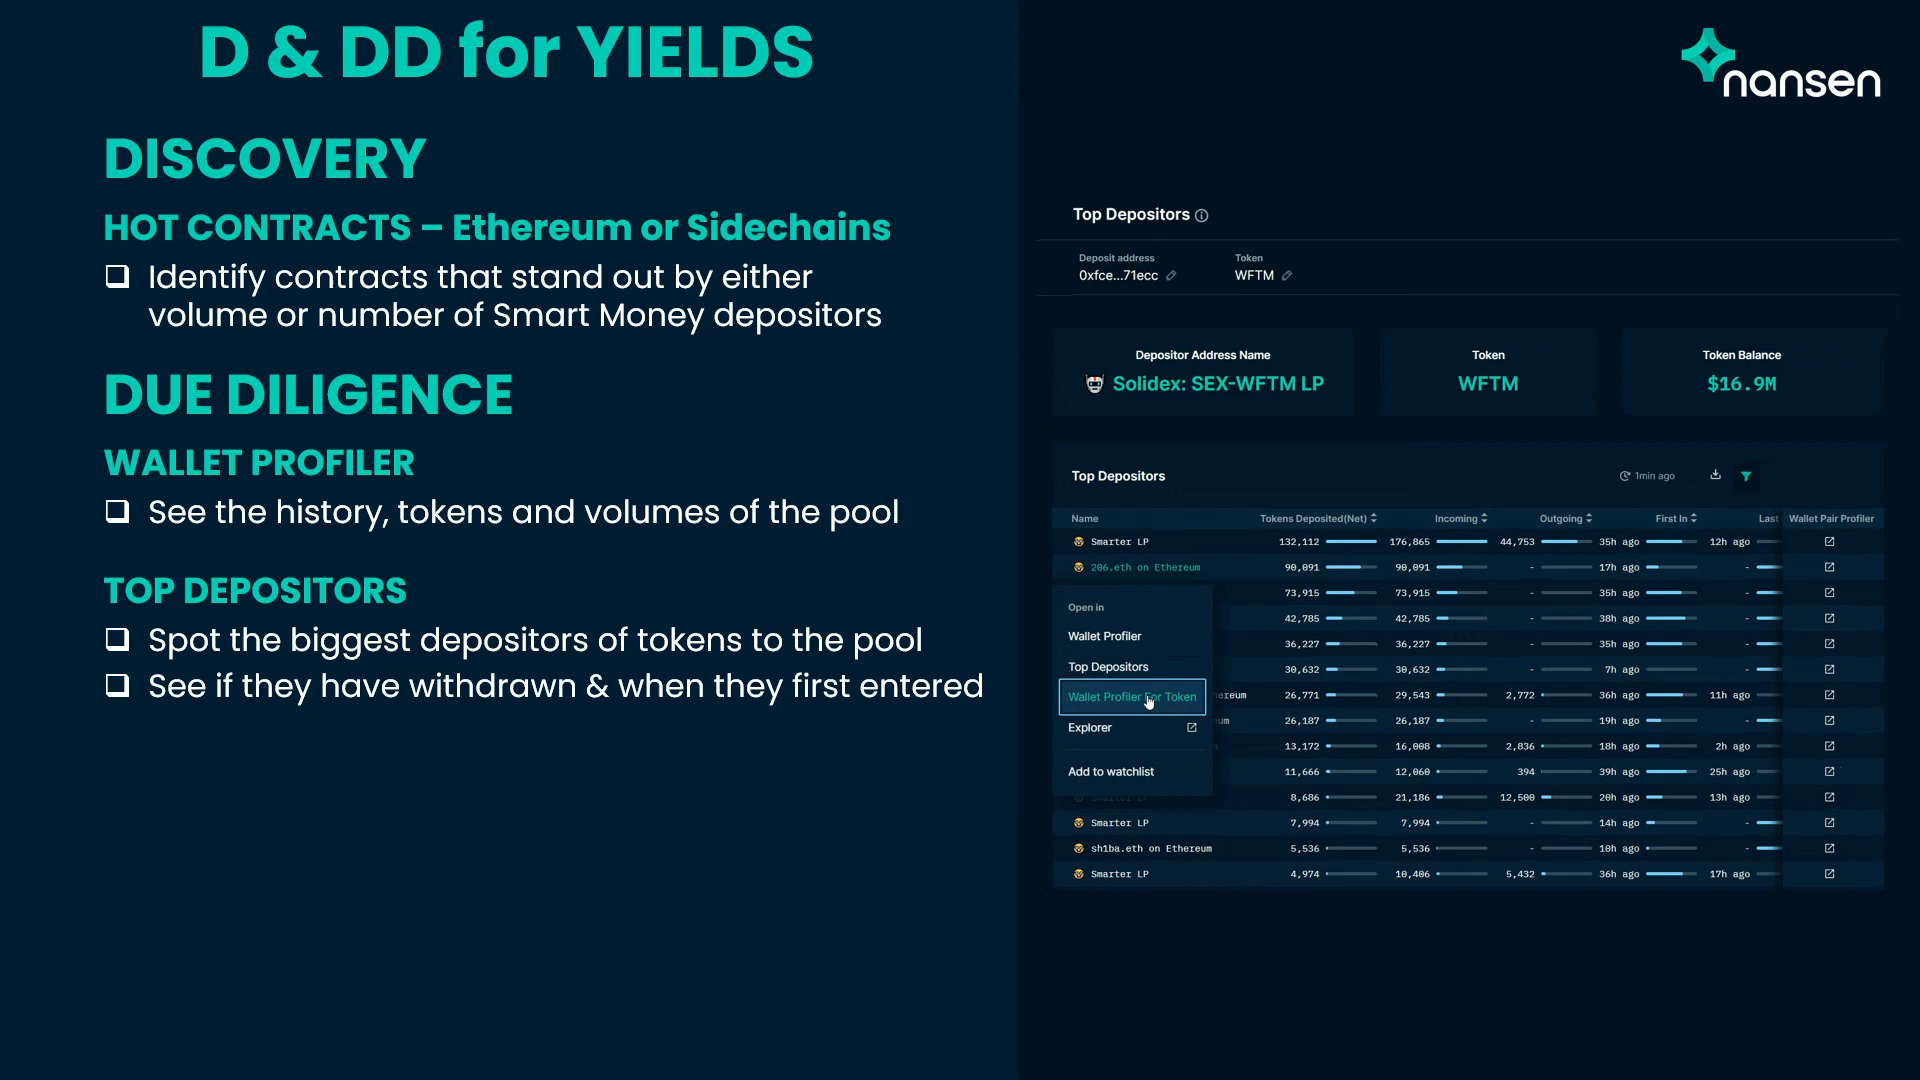 D & DD for YIELDS
nansen
DISCOVERY
HOT CONTRACTS – Ethereum or Sidechains
❑ Identify contracts that stand out by either
volume or number of Smart Money depositors
DUE DILIGENCE
WALLET PROFILER
❑ See the history, tokens and volumes of the pool
TOP DEPOSITORS
❑ Spot the biggest depositors of tokens to the pool
❑ See if they have withdrawn & when they first entered
Top Depositors
Deposit address Token
0xfce...71ecc WFTM
Depositor Address Name Token Token Balance
Solidex: SEX-WFTM LP WFTM $16.9M
Top Depositors 1min ago
Name Tokens Deposited(Net) Incoming Outgoing First In Last Wallet Pair Profiler
Smarter LP 132,112 176,865 44,753 35h ago 12h ago
206.eth on Ethereum 90,091 90,091 - 17h ago -
73,915 73,915 - 35h ago -
42,785 42,785 - 38h ago -
36,227 36,227 - 35h ago -
30,632 30,632 - 7h ago -
26,771 29,543 2,772 36h ago 11h ago
26,187 26,187 - 19h ago -
13,172 16,008 2,836 18h ago 2h ago
11,666 12,060 394 39h ago 25h ago
8,686 21,186 12,500 20h ago 13h ago
Smarter LP 7,994 7,994 - 14h ago -
sh1ba.eth on Ethereum 5,536 5,536 - 10h ago -
Smarter LP 4,974 10,406 5,432 36h ago 17h ago
Open in
Wallet Profiler
Top Depositors
Wallet Profiler For Token
Explorer
Add to watchlist